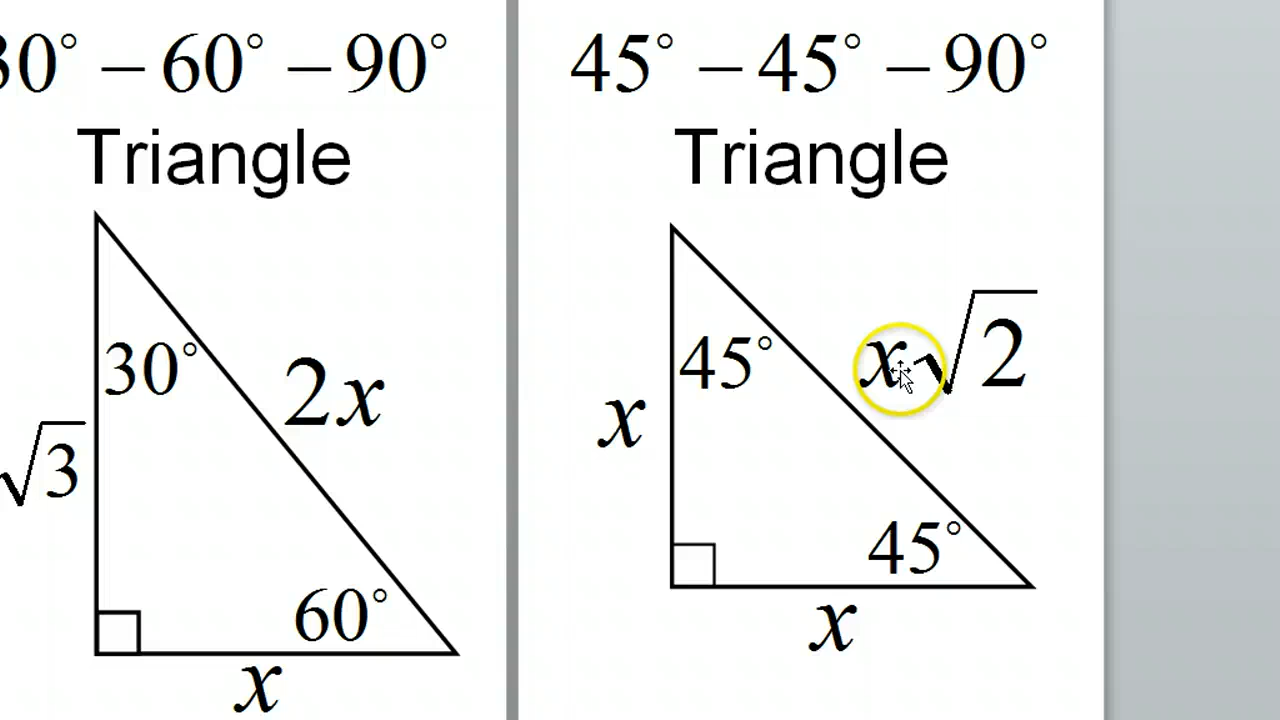 30° – 60° – 90°
Triangle
30°
2x
√3
60°
x
45° – 45° – 90°
Triangle
45°
x√2
x
45°
x